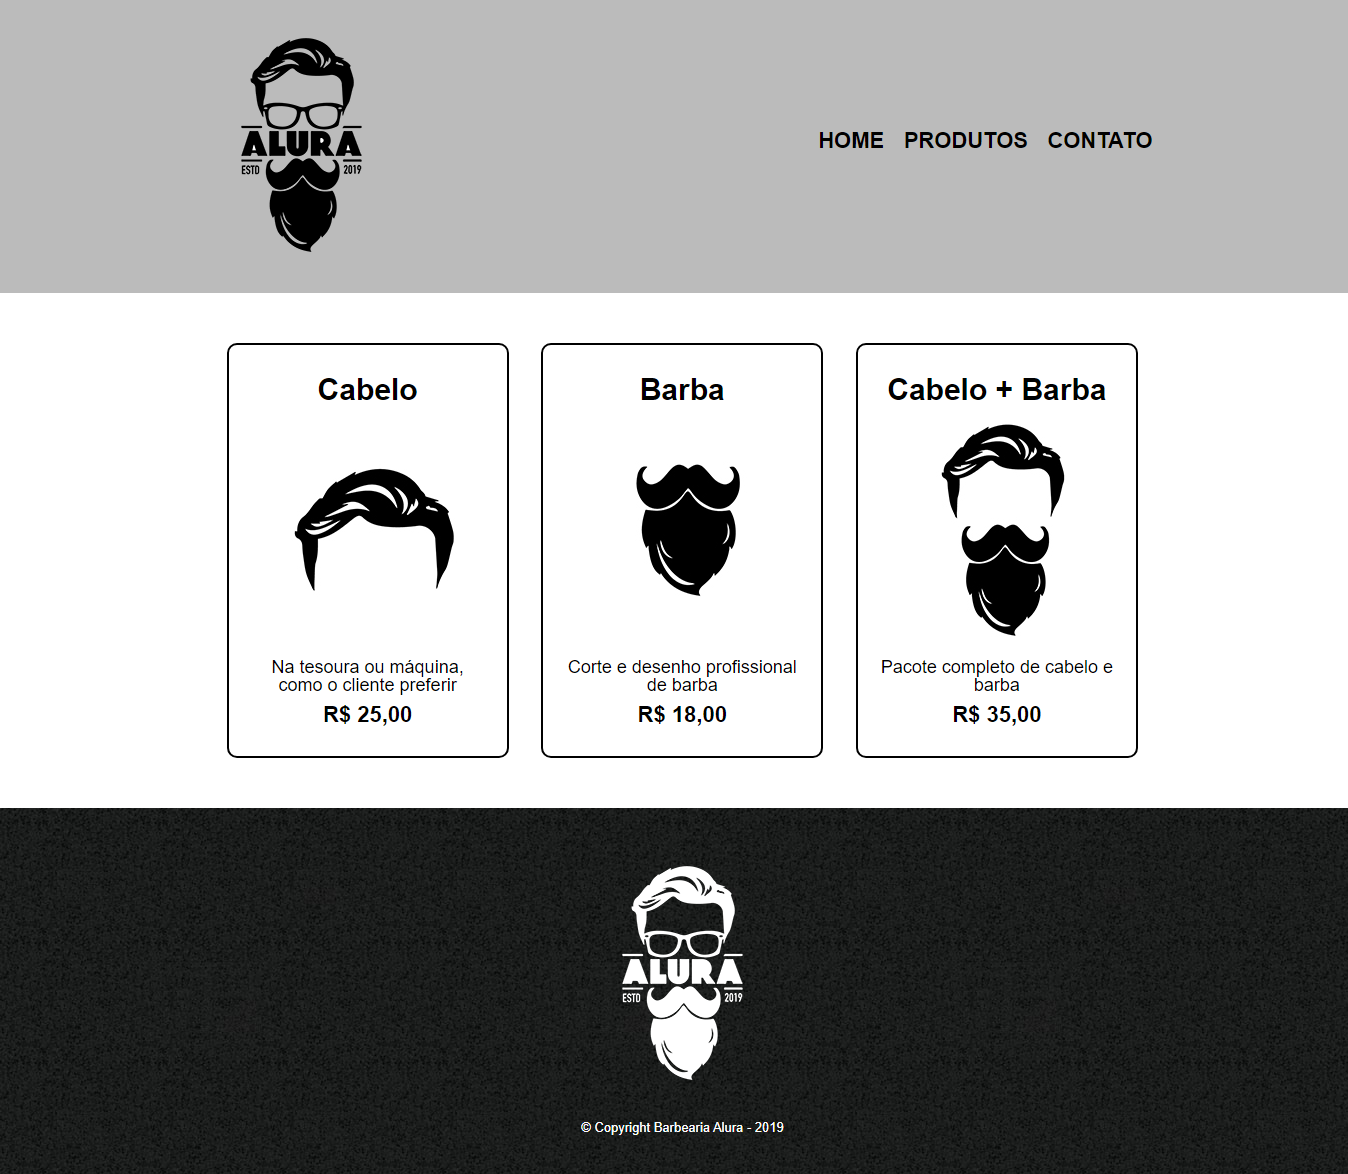 ALURA
ESTD 2019
HOME PRODUTOS CONTATO
Cabelo
Na tesoura ou máquina,
como o cliente preferir
R$ 25,00
Barba
Corte e desenho profissional
de barba
R$ 18,00
Cabelo + Barba
Pacote completo de cabelo e
barba
R$ 35,00
ALURA
ESTD 2019
© Copyright Barbearia Alura - 2019